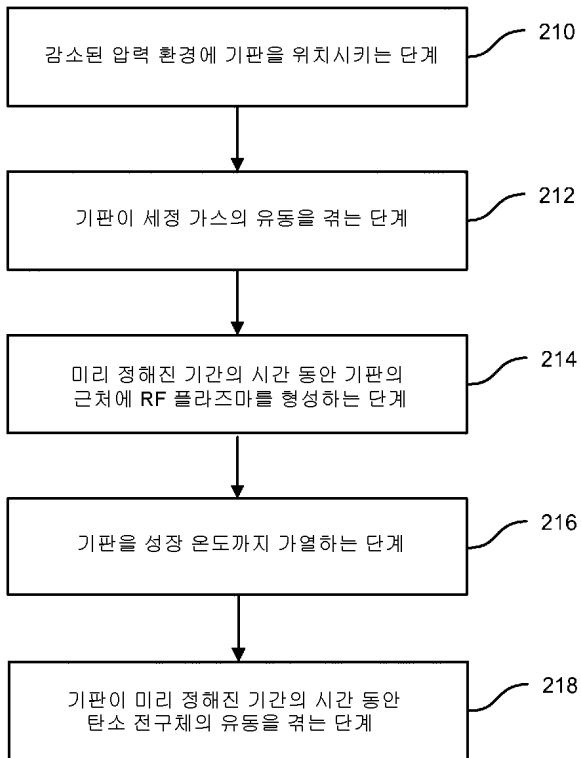 감소된 압력 환경에 기판을 위치시키는 단계
210
기판이 세정 가스의 유동을 겪는 단계
212
미리 정해진 기간의 시간 동안 기판의
근처에 RF 플라즈마를 형성하는 단계
214
기판을 성장 온도까지 가열하는 단계
216
기판이 미리 정해진 기간의 시간 동안
탄소 전구체의 유동을 겪는 단계
218